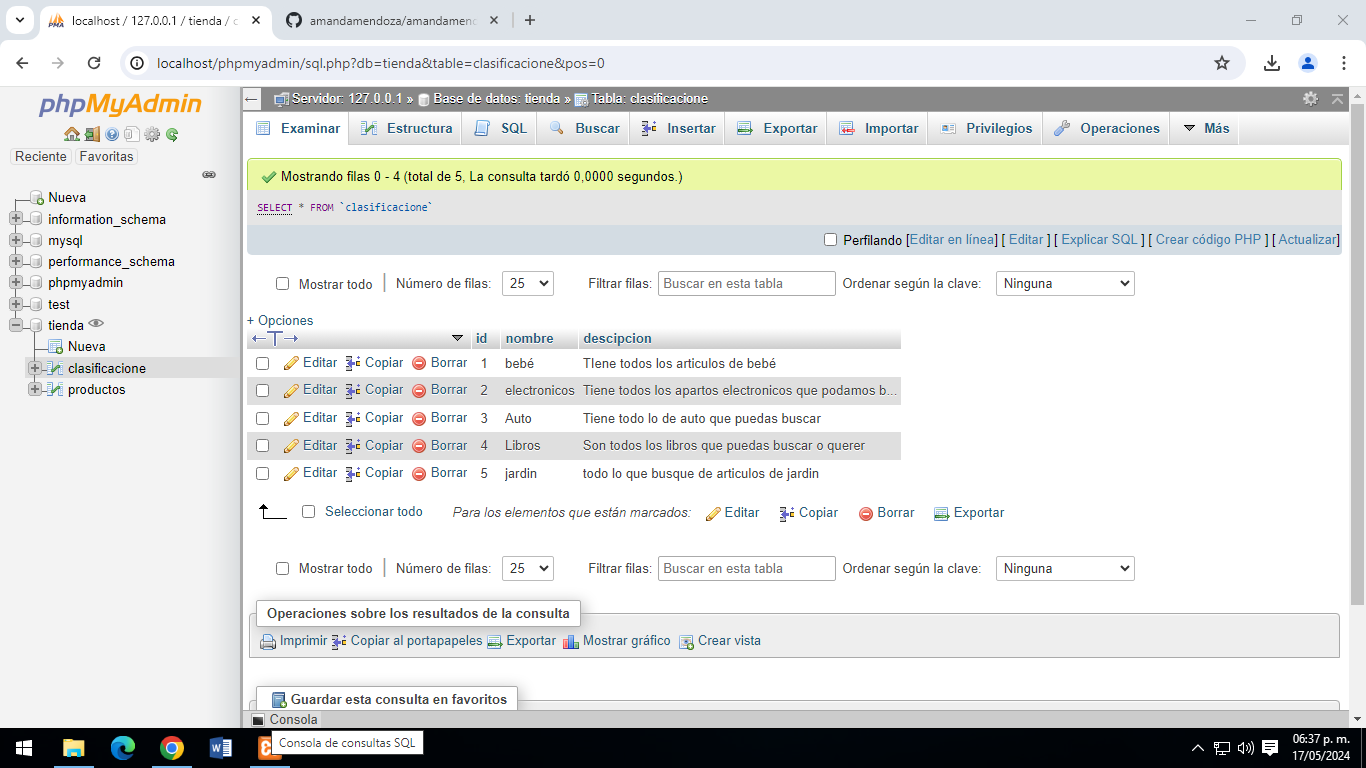 localhost / 127.0.0.1 / tienda / c
amandamendoza/amandamend
localhost/phpmyadmin/sql.php?db=tienda&table=clasificacione&pos=0
phpMyAdmin
Reciente Favoritas
Nueva
information_schema
mysql
performance_schema
phpmyadmin
test
tienda
Nueva
clasificacione
productos
Servidor: 127.0.0.1 » Base de datos: tienda » Tabla: clasificacione
Examinar Estructura SQL Buscar Insertar Exportar Importar Privilegios Operaciones Más
Mostrando filas 0 - 4 (total de 5, La consulta tardó 0,0000 segundos.)
SELECT * FROM `clasificacione`
Perfilando [Editar en línea] [ Editar ] [ Explicar SQL ] [ Crear código PHP ] [ Actualizar]
Mostrar todo Número de filas: 25 Filtrar filas: Buscar en esta tabla Ordenar según la clave: Ninguna
+ Opciones
←T→ id nombre descipcion
Editar Copiar Borrar 1 bebé TIene todos los articulos de bebé
Editar Copiar Borrar 2 electronicos Tiene todos los apartos electronicos que podamos b...
Editar Copiar Borrar 3 Auto Tiene todo lo de auto que puedas buscar
Editar Copiar Borrar 4 Libros Son todos los libros que puedas buscar o querer
Editar Copiar Borrar 5 jardin todo lo que busque de articulos de jardin
Seleccionar todo Para los elementos que están marcados: Editar Copiar Borrar Exportar
Mostrar todo Número de filas: 25 Filtrar filas: Buscar en esta tabla Ordenar según la clave: Ninguna
Operaciones sobre los resultados de la consulta
Imprimir Copiar al portapapeles Exportar Mostrar gráfico Crear vista
Guardar esta consulta en favoritos
Consola
Consola de consultas SQL
06:37 p. m.
17/05/2024